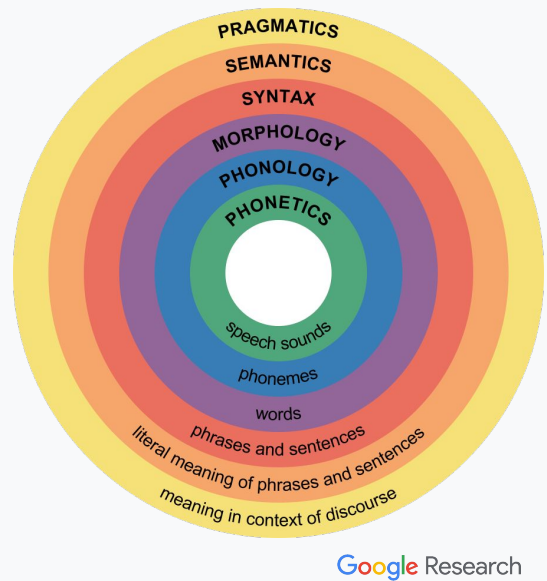 PRAGMATICS
SEMANTICS
SYNTAX
MORPHOLOGY
PHONOLOGY
PHONETICS
speech sounds
phonemes
words
phrases and sentences
literal meaning of phrases and sentences
meaning in context of discourse
Google Research